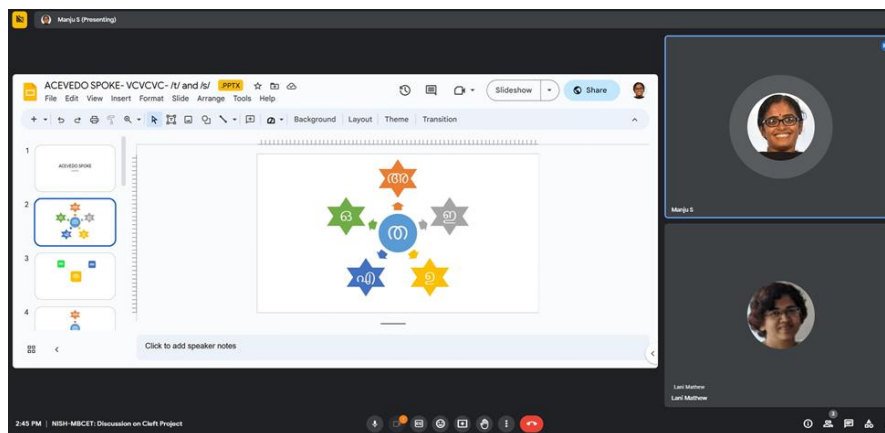 Manju S (Presenting)
ACEVEDO SPOKE- VCVCVC- /t/ and /s/ .PPTX
File Edit View Insert Format Slide Arrange Tools Help
Slideshow
Share
Background Layout Theme Transition
1
ACEVEDO SPOKE
2
3
4
അ
ഒ
ഇ
ത
എ
ഉ
Click to add speaker notes
Manju S
Lani Mathew
Lani Mathew
2:45 PM | NISH-MBCET: Discussion on Cleft Project
3